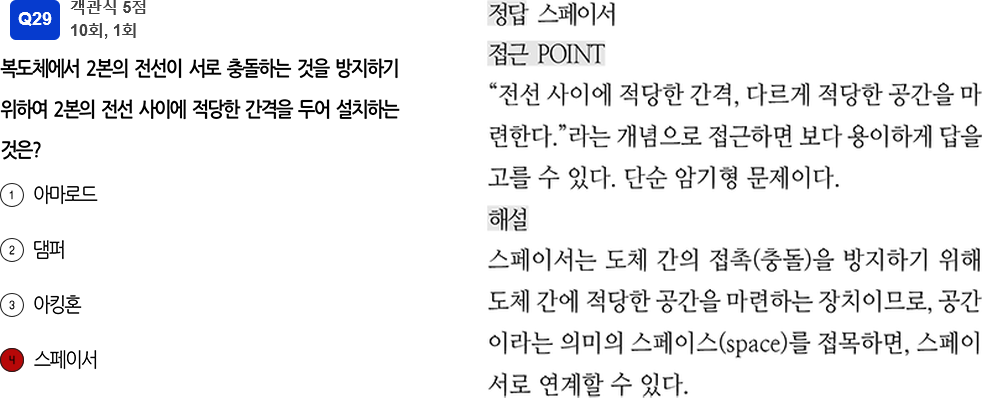 Q29
객관식 5점
10회, 1회
복도체에서 2본의 전선이 서로 충돌하는 것을 방지하기
위하여 2본의 전선 사이에 적당한 간격을 두어 설치하는
것은?
1 아마로드
2 댐퍼
3 아킹혼
4 스페이서
정답 스페이서
접근 POINT
“전선 사이에 적당한 간격, 다르게 적당한 공간을 마
련한다.”라는 개념으로 접근하면 보다 용이하게 답을
고를 수 있다. 단순 암기형 문제이다.
해설
스페이서는 도체 간의 접촉(충돌)을 방지하기 위해
도체 간에 적당한 공간을 마련하는 장치이므로, 공간
이라는 의미의 스페이스(space)를 접목하면, 스페이
서로 연계할 수 있다.